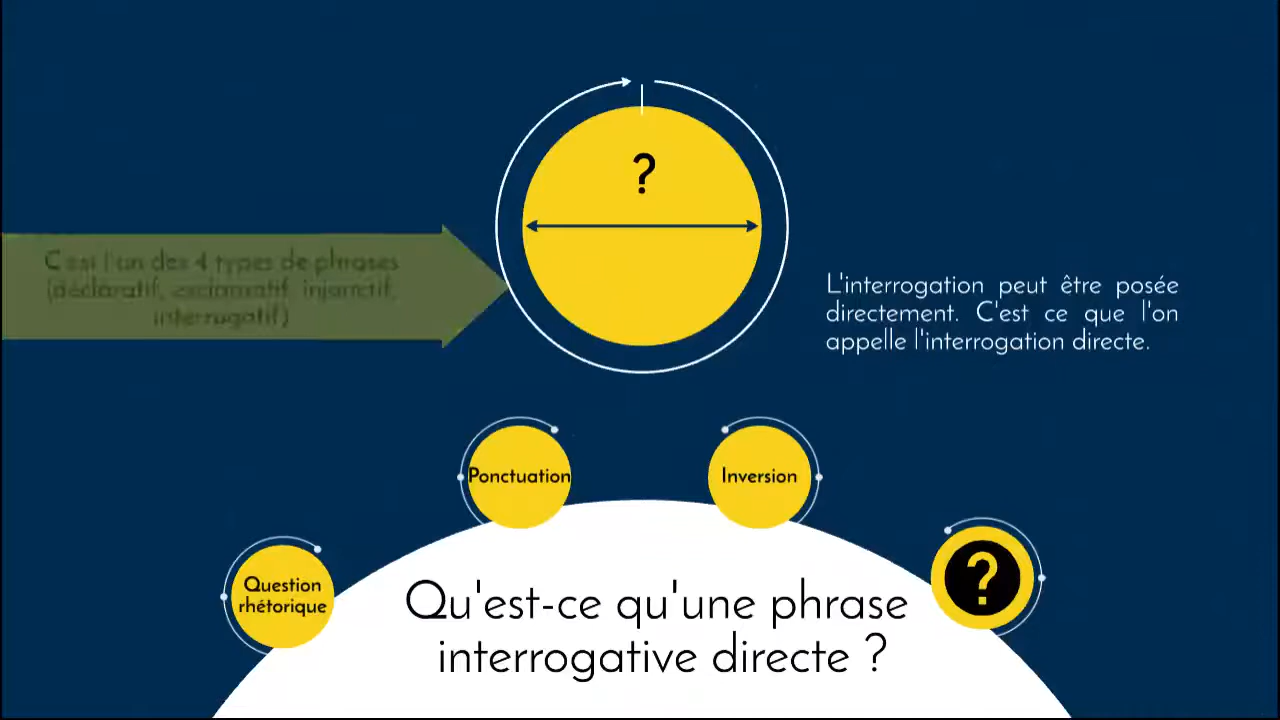 ?
C'est l'un des 4 types de phrases
(déclaratif, exclamatif, injonctif,
interrogatif)
L'interrogation peut être posée
directement. C'est ce que l'on
appelle l'interrogation directe.
Ponctuation
Inversion
Question
rhétorique
?
Qu'est-ce qu'une phrase
interrogative directe ?